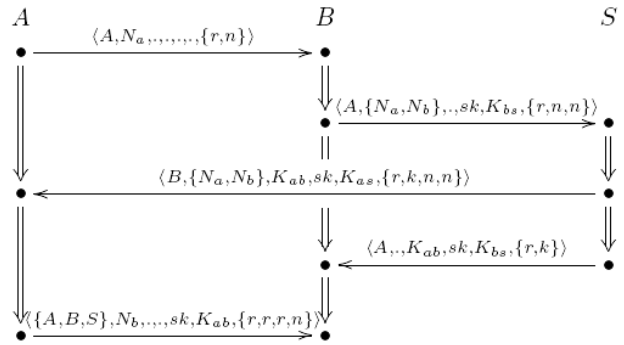 A B S
⟨A,N_a,.,.,.,.,{r,n}⟩
⟨A,{N_a,N_b},.,sk,K_bs,{r,n,n}⟩
⟨B,{N_a,N_b},K_ab,sk,K_as,{r,k,n,n}⟩
⟨A,.,K_ab,sk,K_bs,{r,k}⟩
⟨{A,B,S},N_b,.,.,sk,K_ab,{r,r,r,n}⟩